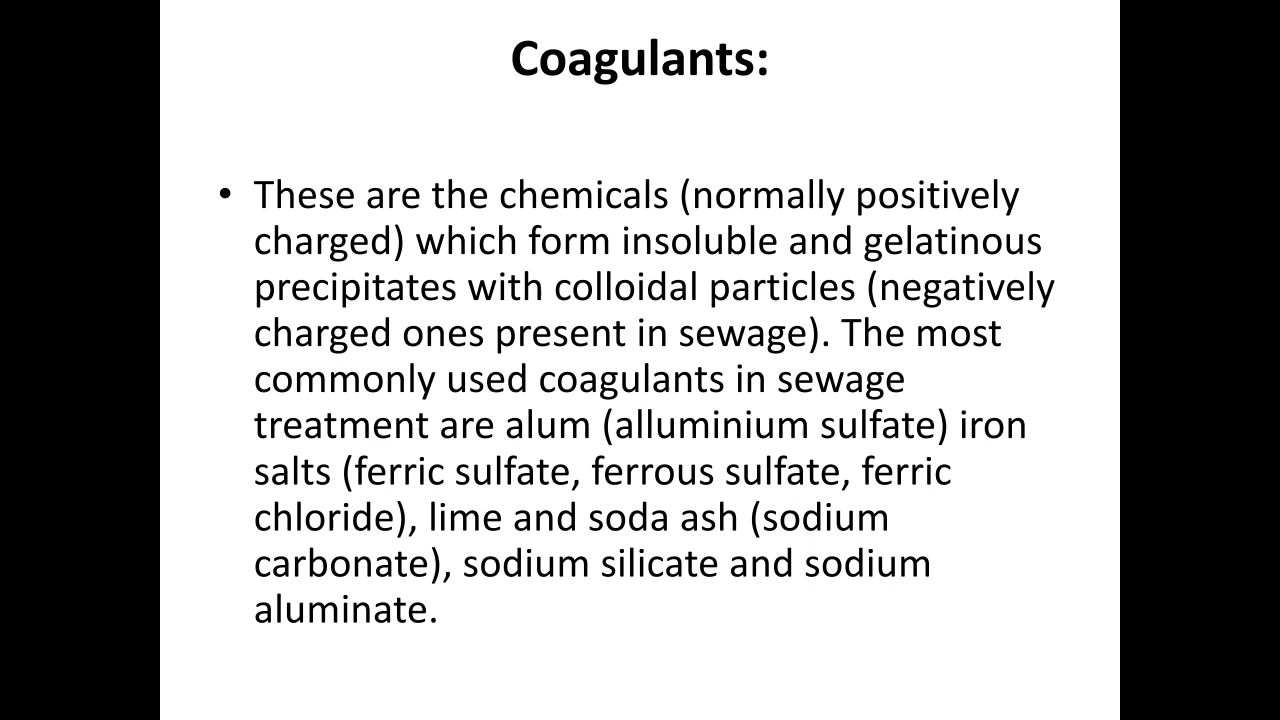 Coagulants:
• These are the chemicals (normally positively
charged) which form insoluble and gelatinous
precipitates with colloidal particles (negatively
charged ones present in sewage). The most
commonly used coagulants in sewage
treatment are alum (alluminium sulfate) iron
salts (ferric sulfate, ferrous sulfate, ferric
chloride), lime and soda ash (sodium
carbonate), sodium silicate and sodium
aluminate.